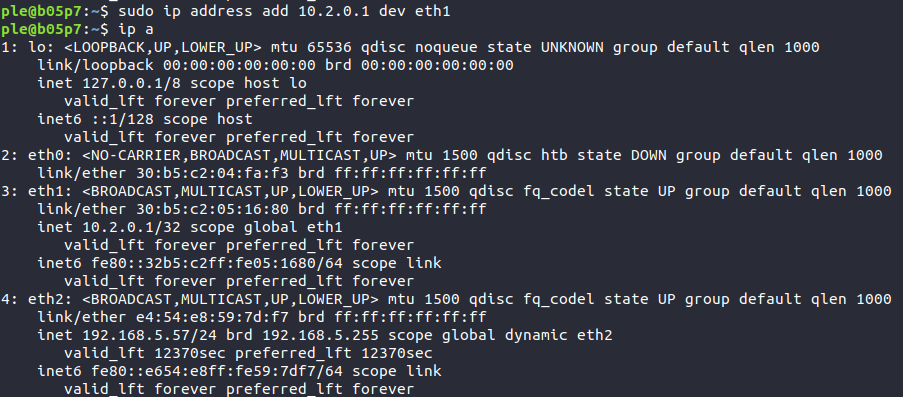 ple@b05p7:~$ sudo ip address add 10.2.0.1 dev eth1
ple@b05p7:~$ ip a
1: lo: <LOOPBACK,UP,LOWER_UP> mtu 65536 qdisc noqueue state UNKNOWN group default qlen 1000
    link/loopback 00:00:00:00:00:00 brd 00:00:00:00:00:00
    inet 127.0.0.1/8 scope host lo
       valid_lft forever preferred_lft forever
    inet6 ::1/128 scope host
       valid_lft forever preferred_lft forever
2: eth0: <NO-CARRIER,BROADCAST,MULTICAST,UP> mtu 1500 qdisc htb state DOWN group default qlen 1000
    link/ether 30:b5:c2:04:fa:f3 brd ff:ff:ff:ff:ff:ff
3: eth1: <BROADCAST,MULTICAST,UP,LOWER_UP> mtu 1500 qdisc fq_codel state UP group default qlen 1000
    link/ether 30:b5:c2:05:16:80 brd ff:ff:ff:ff:ff:ff
    inet 10.2.0.1/32 scope global eth1
       valid_lft forever preferred_lft forever
    inet6 fe80::32b5:c2ff:fe05:1680/64 scope link
       valid_lft forever preferred_lft forever
4: eth2: <BROADCAST,MULTICAST,UP,LOWER_UP> mtu 1500 qdisc fq_codel state UP group default qlen 1000
    link/ether e4:54:e8:59:7d:f7 brd ff:ff:ff:ff:ff:ff
    inet 192.168.5.57/24 brd 192.168.5.255 scope global dynamic eth2
       valid_lft 12370sec preferred_lft 12370sec
    inet6 fe80::e654:e8ff:fe59:7df7/64 scope link
       valid_lft forever preferred_lft forever